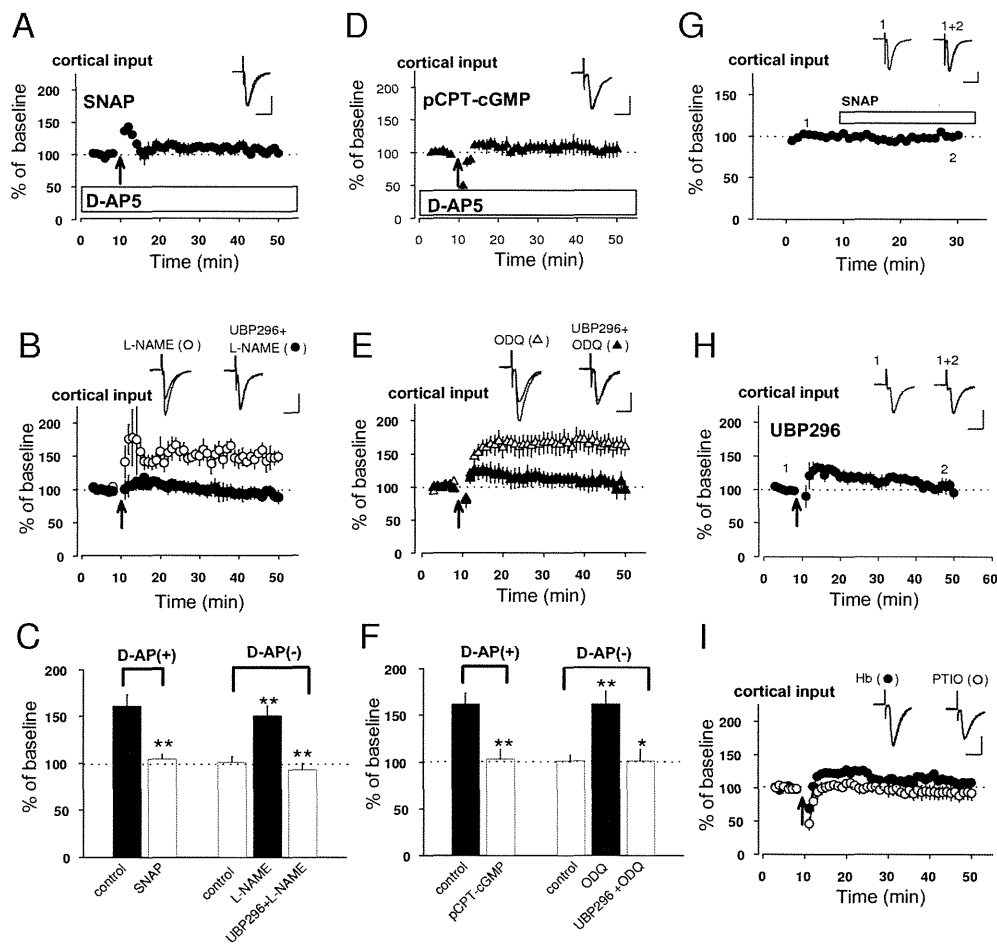 A
cortical input
SNAP
% of baseline
200
150
100
50
0
D-AP5
0 10 20 30 40 50
Time (min)
D
cortical input
pCPT-cGMP
% of baseline
200
150
100
50
0
D-AP5
0 10 20 30 40 50
Time (min)
G
1
1+2
cortical input
SNAP
% of baseline
200
150
100
50
0
1
2
0 10 20 30
Time (min)
B
L-NAME (○)
UBP296+
L-NAME (●)
cortical input
% of baseline
200
150
100
50
0
0 10 20 30 40 50
Time (min)
E
ODQ (△)
UBP296+
ODQ (▲)
cortical input
% of baseline
200
150
100
50
0
0 10 20 30 40 50
Time (min)
H
1
1+2
cortical input
UBP296
% of baseline
200
150
100
50
0
1
2
0 10 20 30 40 50 60
Time (min)
C
D-AP(+)
D-AP(-)
% of baseline
200
150
100
50
0
**
**
**
control
SNAP
control
L-NAME
UBP296+L-NAME
F
D-AP(+)
D-AP(-)
% of baseline
200
150
100
50
0
**
**
*
control
pCPT-cGMP
control
ODQ
UBP296 +ODQ
I
Hb (●)
PTIO (○)
cortical input
% of baseline
200
150
100
50
0
0 10 20 30 40 50
Time (min)